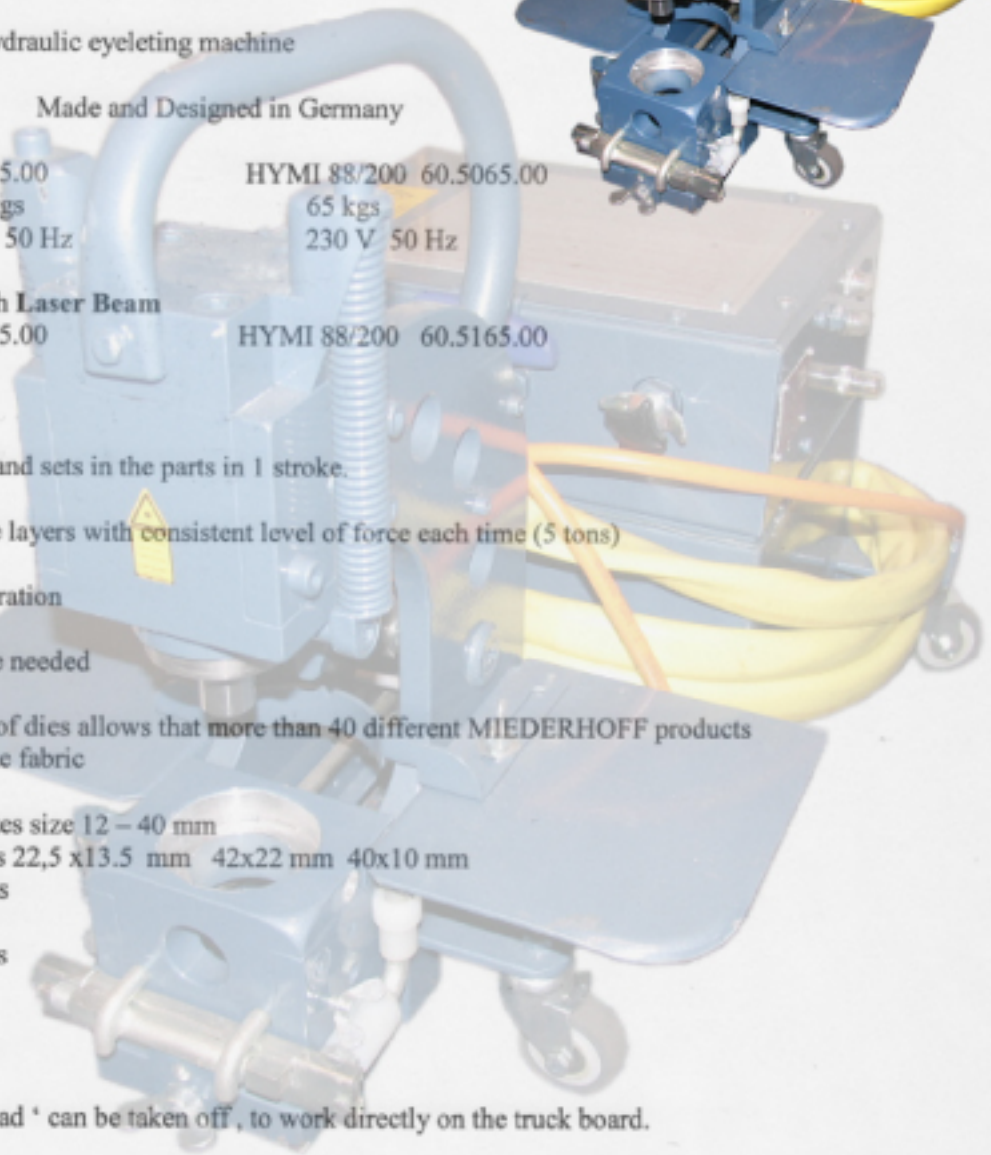 ydraulic eyeleting machine
Made and Designed in Germany
5.00 HYMI 88/200 60.5065.00
gs 65 kgs
50 Hz 230 V 50 Hz
h Laser Beam
5.00 HYMI 88/200 60.5165.00
and sets in the parts in 1 stroke.
e layers with consistent level of force each time (5 tons)
ration
e needed
of dies allows that more than 40 different MIEDERHOFF products
e fabric
es size 12 – 40 mm
s 22,5 x13.5 mm 42x22 mm 40x10 mm
s
s
ad ‘ can be taken off , to work directly on the truck board.